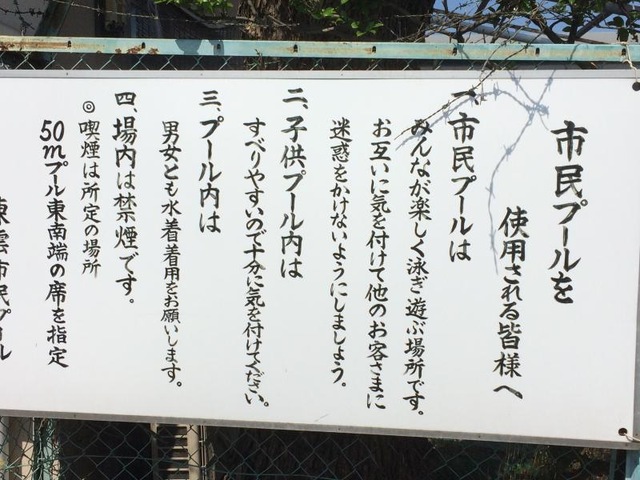 市民プールを
使用される皆様へ
一、市民プールは
みんなが楽しく泳ぎ遊ぶ場所です。
お互いに気を付けて他のお客さまに
迷惑をかけないようにしましょう。
二、子供プール内は
すべりやすいので十分に気を付けてください。
三、プール内は
男女とも水着着用をお願いします。
四、場内は禁煙です。
◎喫煙は所定の場所
50mプール東南端の席を指定
東雲市民プール